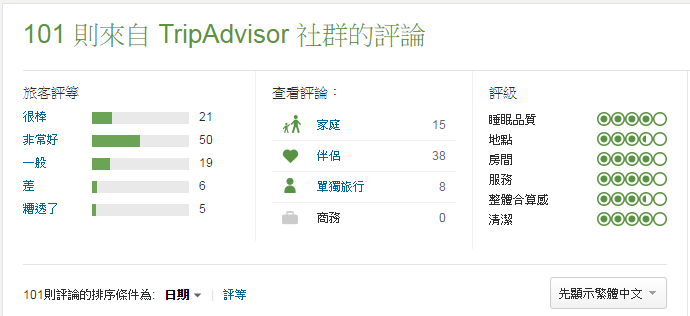 101 則來自 TripAdvisor 社群的評論
旅客評等
很棒 21
非常好 50
一般 19
差 6
糟透了 5
查看評論：
家庭 15
伴侶 38
單獨旅行 8
商務 0
評級
睡眠品質
地點
房間
服務
整體合算感
清潔
101則評論的排序條件為: 日期 | 評等
先顯示繁體中文